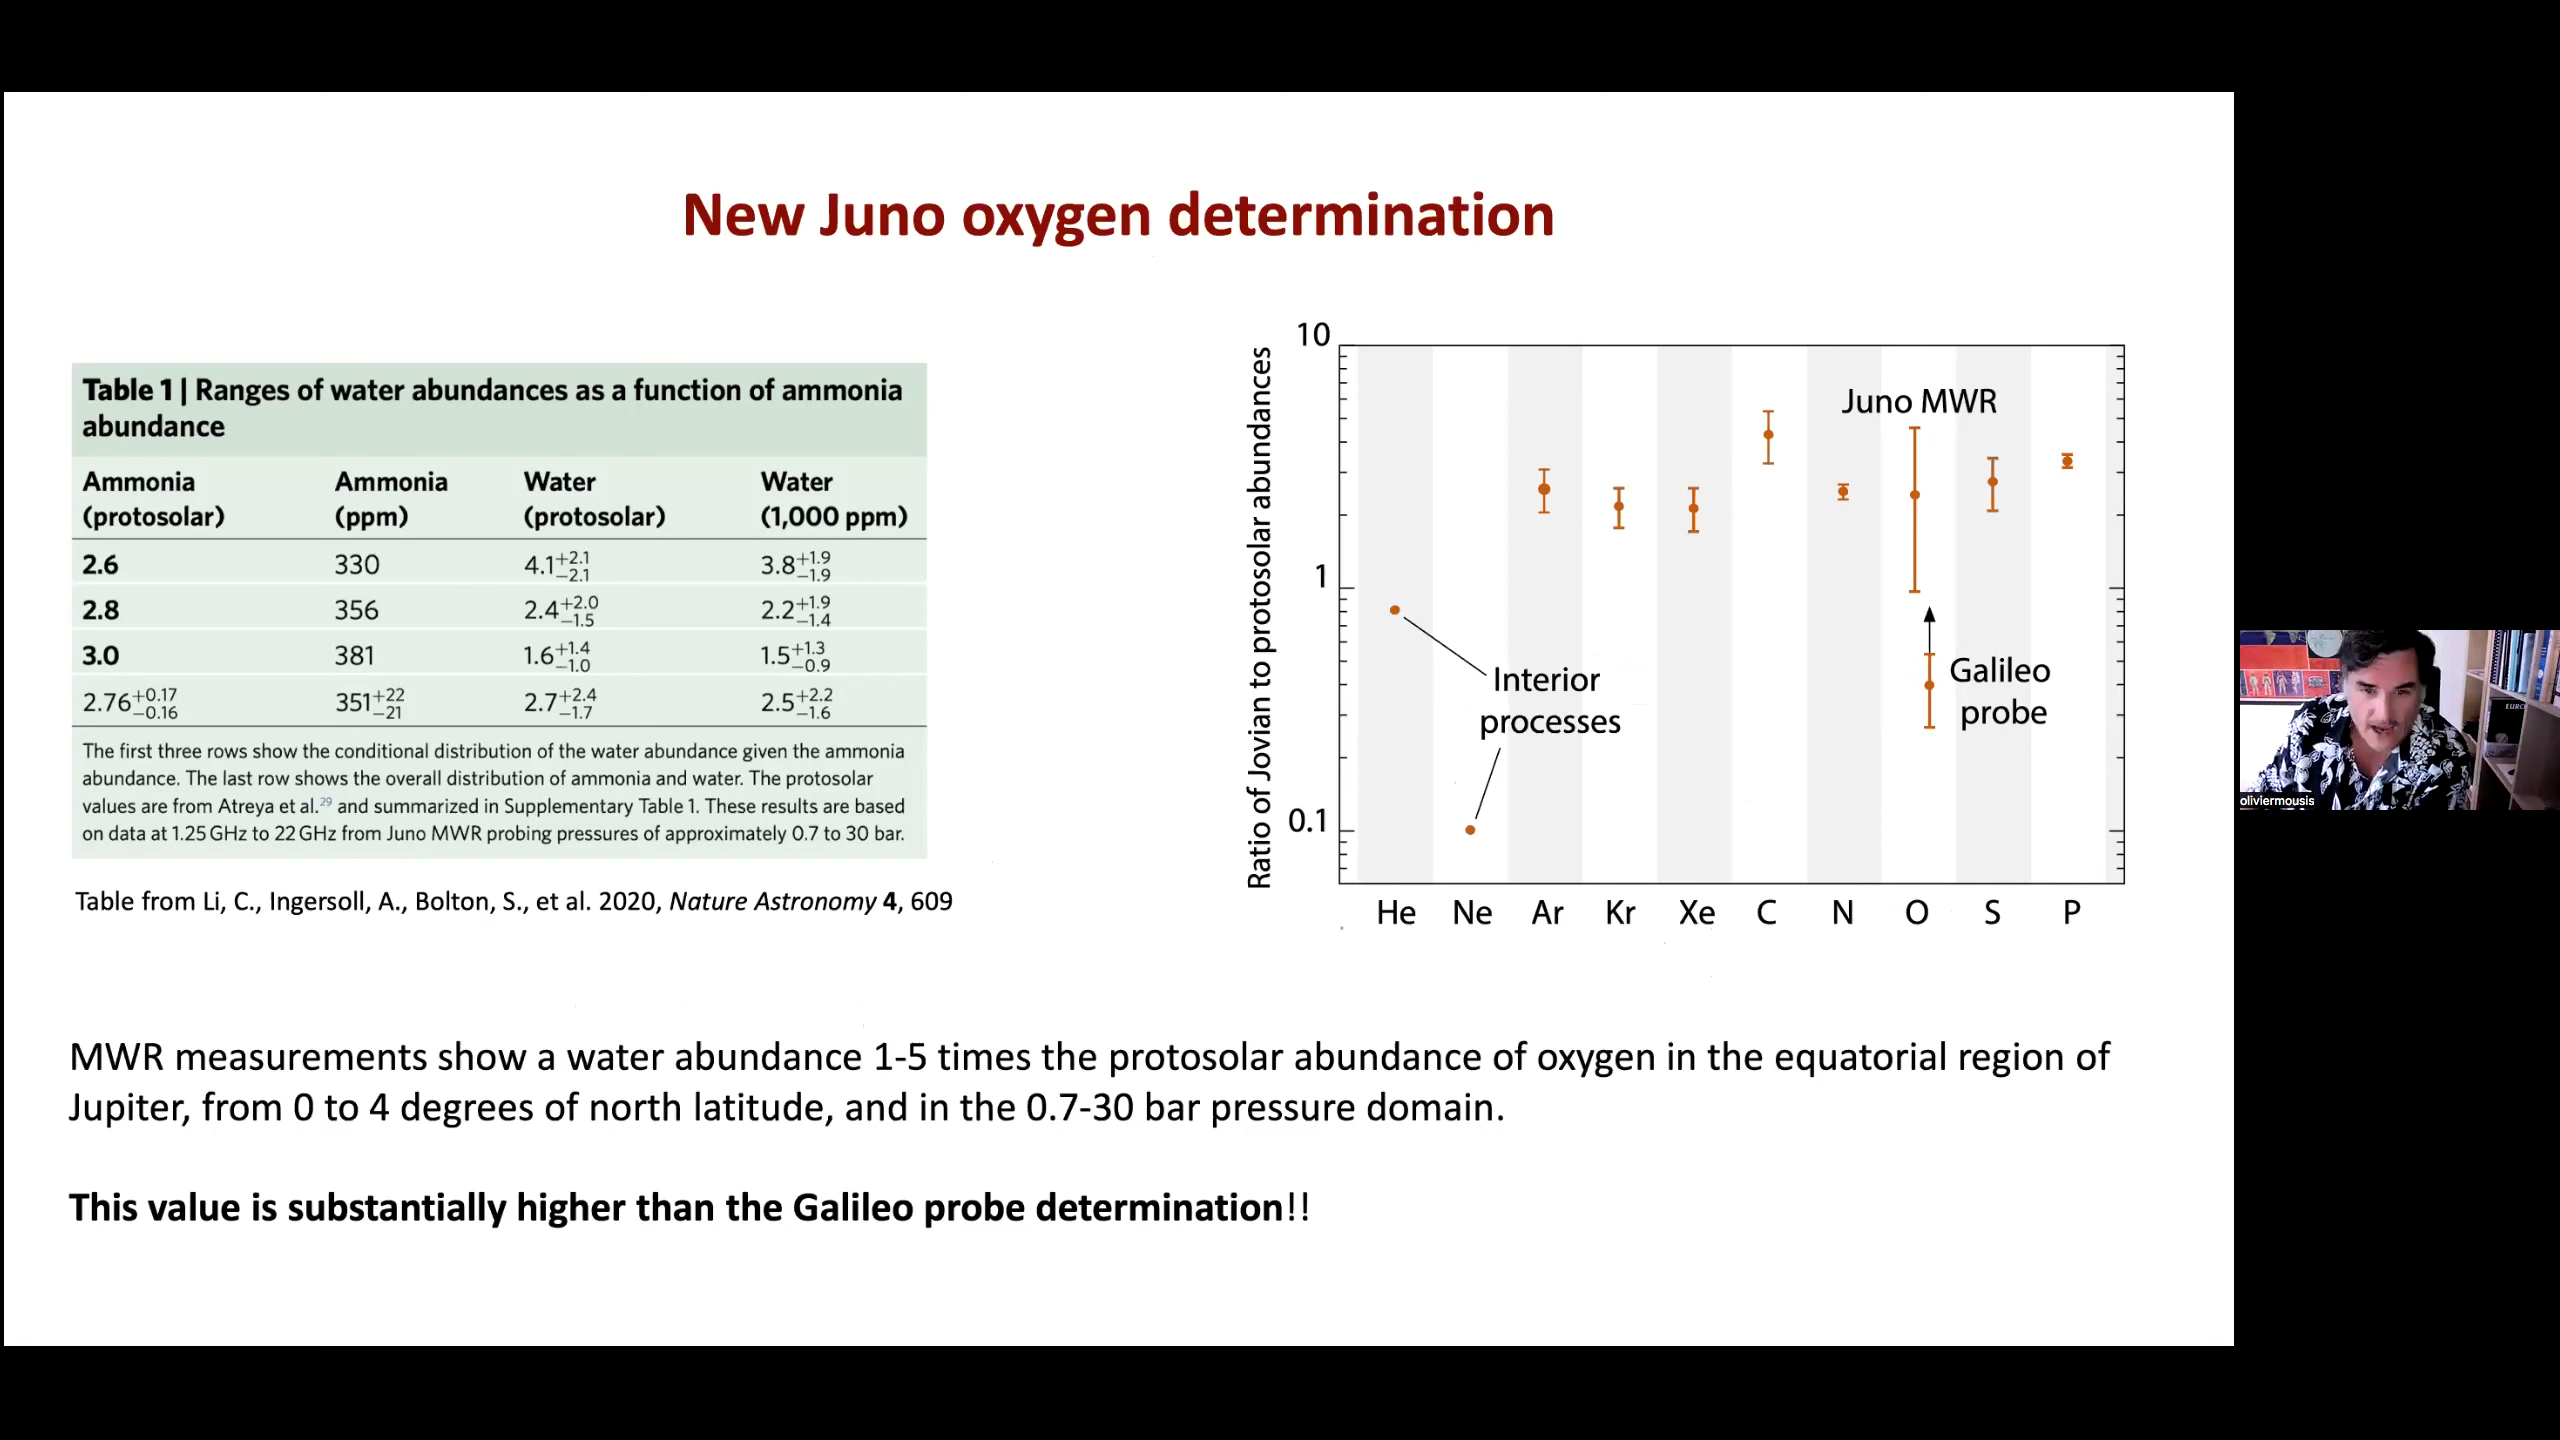 New Juno oxygen determination
Table 1 | Ranges of water abundances as a function of ammonia
abundance
Ammonia (protosolar) Ammonia (ppm) Water (protosolar) Water (1,000 ppm)
2.6 330 4.1+2.1−2.1 3.8+1.9−1.9
2.8 356 2.4+2.0−1.5 2.2+1.9−1.4
3.0 381 1.6+1.4−1.0 1.5+1.3−0.9
2.76+0.17−0.16 351+22−21 2.7+2.4−1.7 2.5+2.2−1.6
The first three rows show the conditional distribution of the water abundance given the ammonia
abundance. The last row shows the overall distribution of ammonia and water. The protosolar
values are from Atreya et al.29 and summarized in Supplementary Table 1. These results are based
on data at 1.25 GHz to 22 GHz from Juno MWR probing pressures of approximately 0.7 to 30 bar.
Table from Li, C., Ingersoll, A., Bolton, S., et al. 2020, Nature Astronomy 4, 609
Ratio of Jovian to protosolar abundances
10
1
0.1
Juno MWR
Interior
processes
Galileo
probe
He Ne Ar Kr Xe C N O S P
MWR measurements show a water abundance 1-5 times the protosolar abundance of oxygen in the equatorial region of
Jupiter, from 0 to 4 degrees of north latitude, and in the 0.7-30 bar pressure domain.
This value is substantially higher than the Galileo probe determination!!
EURO
oliviermousis